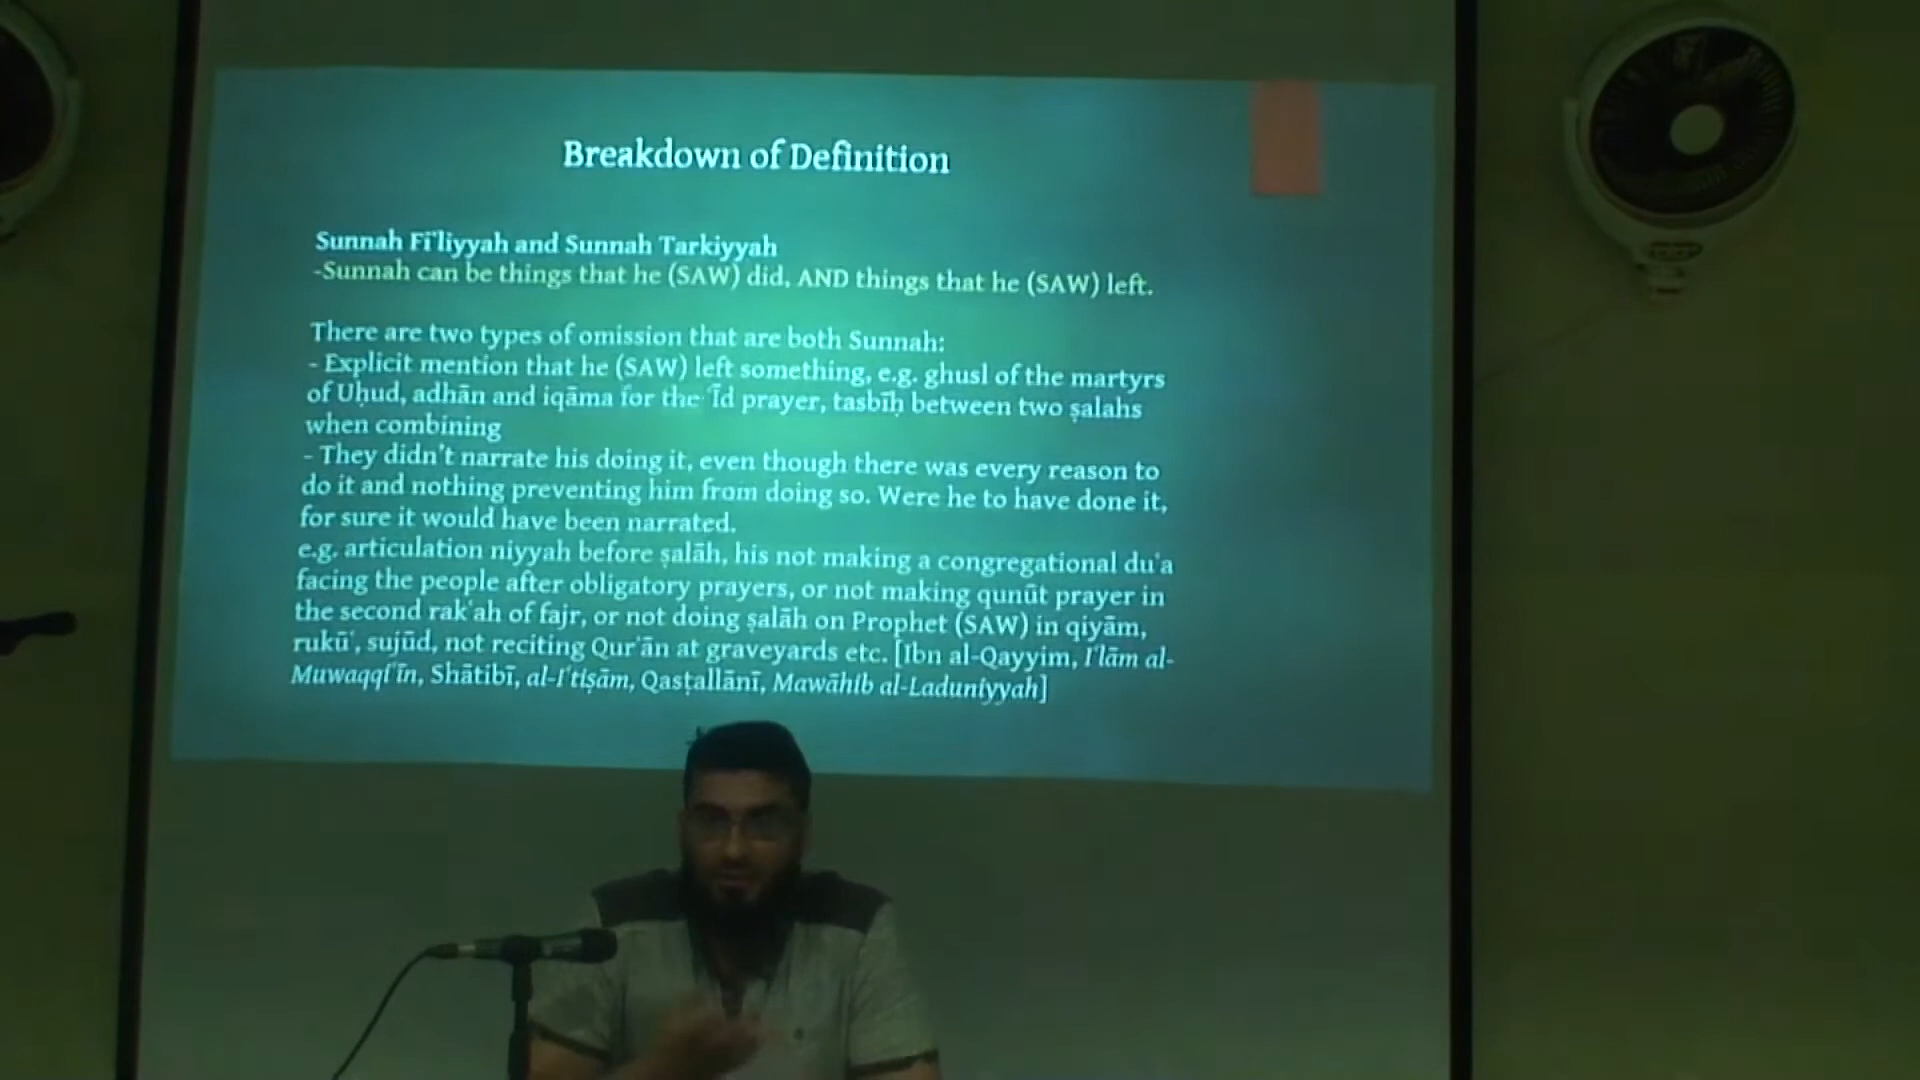 Breakdown of Definition
Sunnah Fi'liyyah and Sunnah Tarkiyyah
-Sunnah can be things that he (SAW) did, AND things that he (SAW) left.
There are two types of omission that are both Sunnah:
- Explicit mention that he (SAW) left something, e.g. ghusl of the martyrs
of Uḥud, adhān and iqāma for the ʿĪd prayer, tasbīḥ between two ṣalahs
when combining
- They didn't narrate his doing it, even though there was every reason to
do it and nothing preventing him from doing so. Were he to have done it,
for sure it would have been narrated.
e.g. articulation niyyah before ṣalāh, his not making a congregational duʿa
facing the people after obligatory prayers, or not making qunūt prayer in
the second rakʿah of fajr, or not doing ṣalāh on Prophet (SAW) in qiyām,
rukūʿ, sujūd, not reciting Qurʾān at graveyards etc. [Ibn al-Qayyim, Iʿlām al-
Muwaqqiʿīn, Shātibī, al-Iʿtiṣām, Qasṭallānī, Mawāhib al-Laduniyyah]